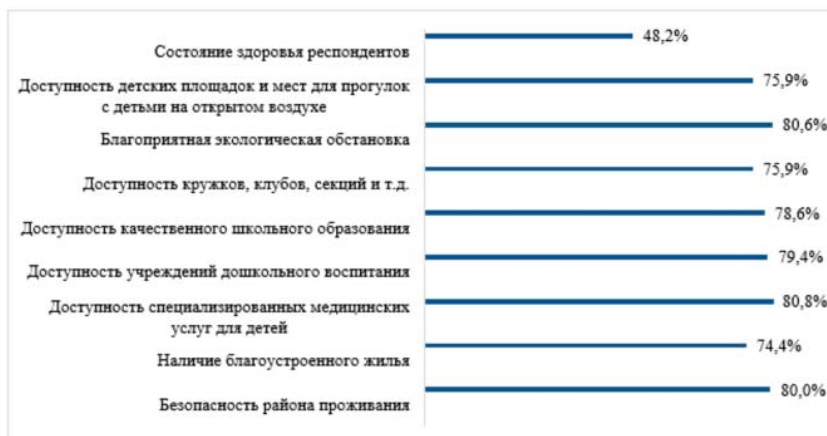 48,2%
Состояние здоровья респондентов
Доступность детских площадок и мест для прогулок
с детьми на открытом воздухе
75,9%
Благоприятная экологическая обстановка
80,6%
Доступность кружков, клубов, секций и т.д.
75,9%
Доступность качественного школьного образования
78,6%
Доступность учреждений дошкольного воспитания
79,4%
Доступность специализированных медицинских
услуг для детей
80,8%
Наличие благоустроенного жилья
74,4%
Безопасность района проживания
80,0%